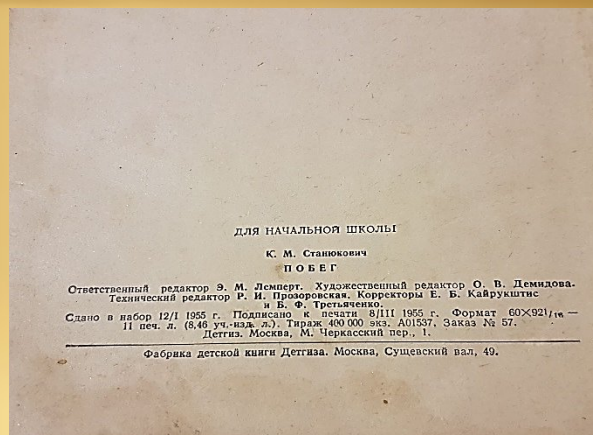 ДЛЯ НАЧАЛЬНОЙ ШКОЛЫ
К. М. Станюкович
ПОБЕГ
Ответственный редактор Э. М. Лемперт. Художественный редактор О. В. Демидова.
Технический редактор Р. И. Прозоровская. Корректоры Е. Б. Кайрукштис
и Б. Ф. Третьяченко.
Сдано в набор 12/I 1955 г. Подписано к печати 8/III 1955 г. Формат 60×92 1/16 —
11 печ. л. (8,46 уч.-изд. л.). Тираж 400 000 экз. А01537. Заказ № 57.
Детгиз. Москва, М. Черкасский пер., 1.
Фабрика детской книги Детгиза. Москва, Сущевский вал, 49.